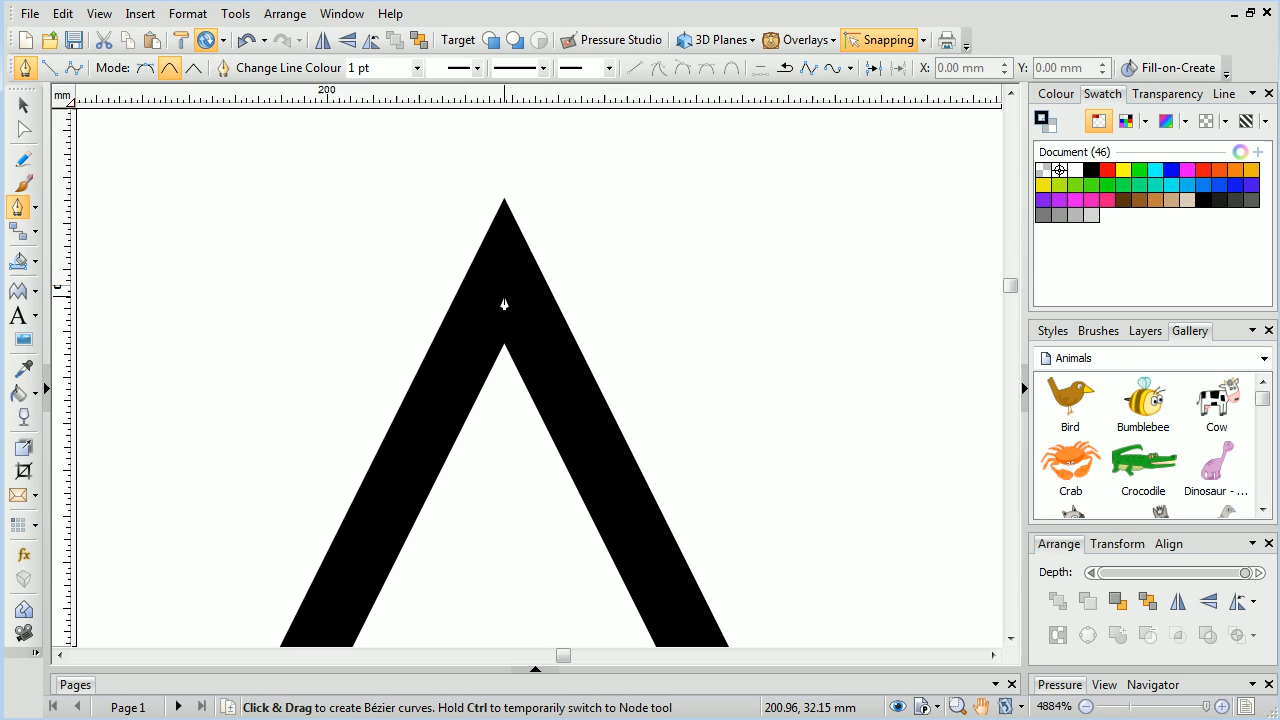 File Edit View Insert Format Tools Arrange Window Help
Target Pressure Studio 3D Planes Overlays Snapping
Mode: Change Line Colour 1 pt X: 0.00 mm Y: 0.00 mm Fill-on-Create
mm 200
Colour Swatch Transparency Line
Document (46)
Styles Brushes Layers Gallery
Animals
Bird Bumblebee Cow
Crab Crocodile Dinosaur - ...
Arrange Transform Align
Depth:
Pages
Pressure View Navigator
Page 1
Click & D to create Bézier curves. Hold Ctrl to temporarily switch to Node tool
200.96, 32.15 mm
4884%